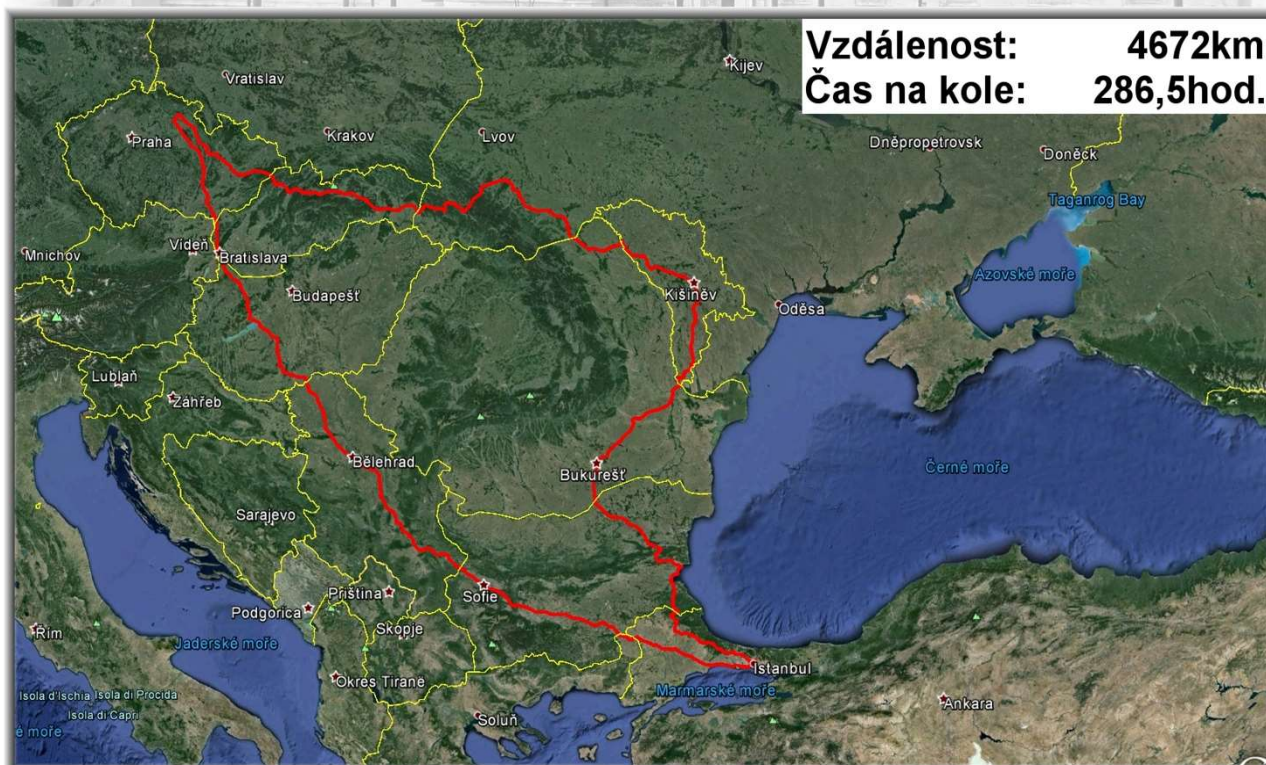 Vzdálenost: 4672km
Čas na kole: 286,5hod.
Kijev
Vratislav
Praha
Krakov
Lvov
Dněpropetrovsk
Doněck
Taganrog Bay
Mnichov
Vídeň
Bratislava
Budapešť
Kišiněv
Azovské moře
Oděsa
Lublaň
Záhřeb
Bělehrad
Bukurešť
Černé moře
Sarajevo
Priština
Sofie
Podgorica
Skopje
Řím
Jaderské moře
Istanbul
Okres Tirane
Marmarské moře
Isola d'Ischia
Isola di Procida
Isola di Capri
Soluň
Ankara
é moře